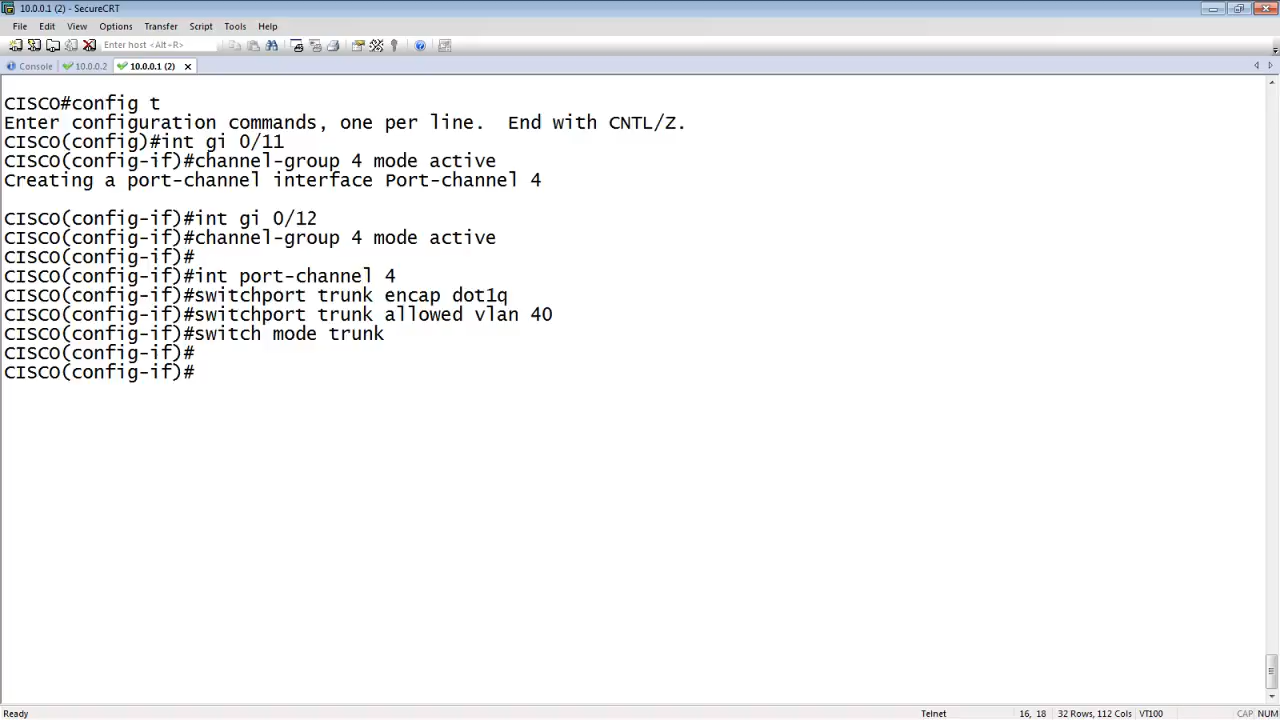 10.0.0.1 (2) - SecureCRT
File Edit View Options Transfer Script Tools Help
Enter host <Alt+R>
Console 10.0.0.2 10.0.0.1 (2)
CISCO#config t
Enter configuration commands, one per line.  End with CNTL/Z.
CISCO(config)#int gi 0/11
CISCO(config-if)#channel-group 4 mode active
Creating a port-channel interface Port-channel 4
CISCO(config-if)#int gi 0/12
CISCO(config-if)#channel-group 4 mode active
CISCO(config-if)#
CISCO(config-if)#int port-channel 4
CISCO(config-if)#switchport trunk encap dot1q
CISCO(config-if)#switchport trunk allowed vlan 40
CISCO(config-if)#switch mode trunk
CISCO(config-if)#
CISCO(config-if)#
Ready Telnet 16, 18 32 Rows, 112 Cols VT100 CAP NUM